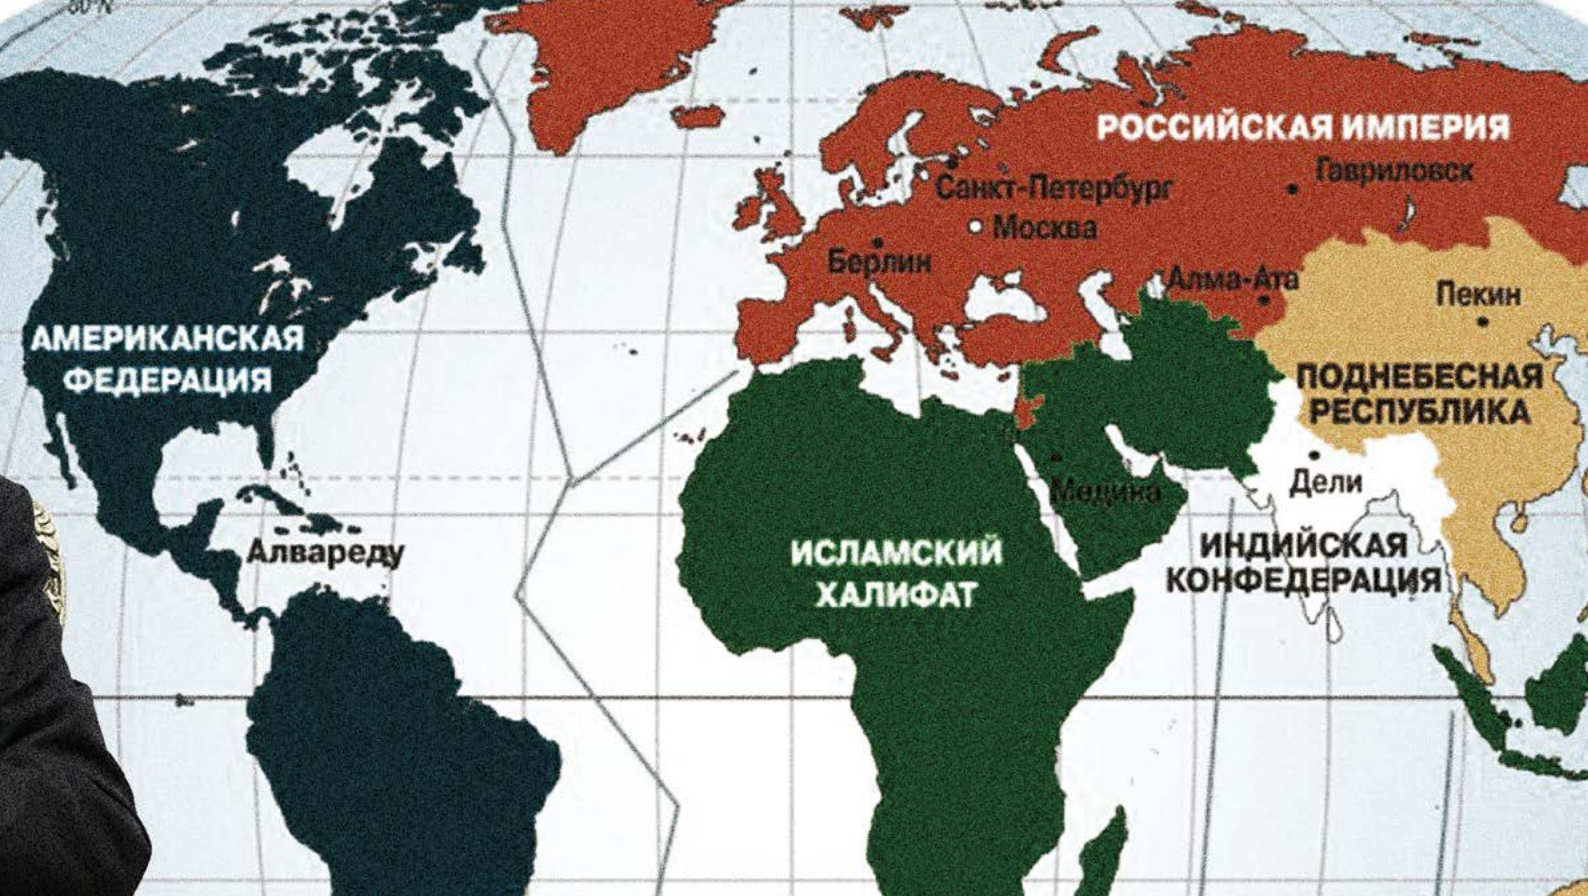 РОССИЙСКАЯ ИМПЕРИЯ
Гавриловск
Санкт-Петербург
Москва
Берлин
Алма-Ата
Пекин
АМЕРИКАНСКАЯ
ФЕДЕРАЦИЯ
ПОДНЕБЕСНАЯ
РЕСПУБЛИКА
Дели
Медина
Алвареду
ИСЛАМСКИЙ
ХАЛИФАТ
ИНДИЙСКАЯ
КОНФЕДЕРАЦИЯ